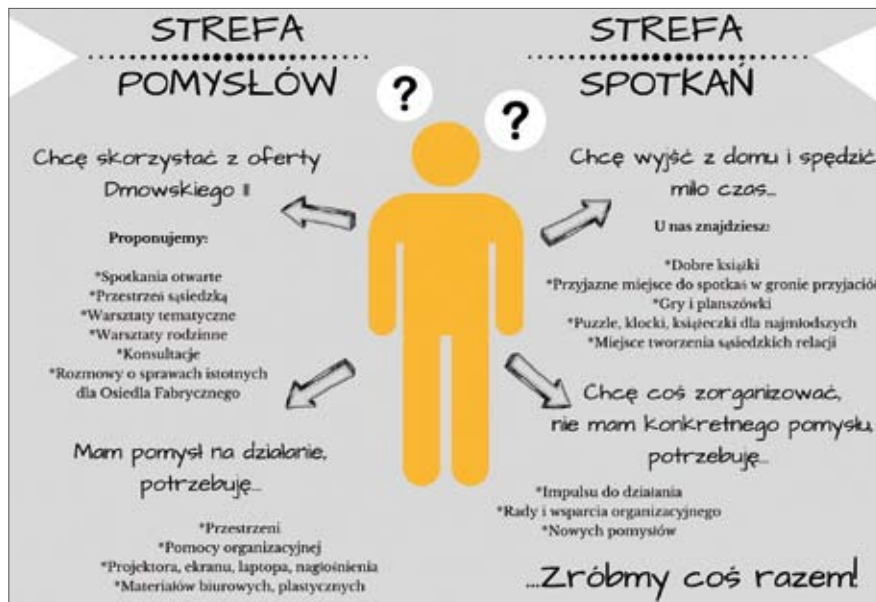 STREFA
POMYSŁÓW
?
?
STREFA
SPOTKAŃ
Chcę skorzystać z oferty
Dmowskiego 11
Proponujemy:
*Spotkania otwarte
*Przestrzeń sąsiedzką
*Warsztaty tematyczne
*Warsztaty rodzinne
*Konsultacje
*Rozmowy o sprawach istotnych
dla Osiedla Fabrycznego
Mam pomysł na działanie,
potrzebuję...
*Przestrzeni
*Pomocy organizacyjnej
*Projektora, ekranu, laptopa, nagłośnienia
*Materiałów biurowych, plastycznych
Chcę wyjść z domu i spędzić
miło czas...
U nas znajdziesz:
*Dobre książki
*Przyjazne miejsce do spotkań w gronie przyjaciół
*Gry i planszówki
*Puzzle, klocki, książeczki dla najmłodszych
*Miejsce tworzenia sąsiedzkich relacji
Chcę coś zorganizować,
nie mam konkretnego pomysłu,
potrzebuję...
*Impulsu do działania
*Rady i wsparcia organizacyjnego
*Nowych pomysłów
...Zróbmy coś razem!